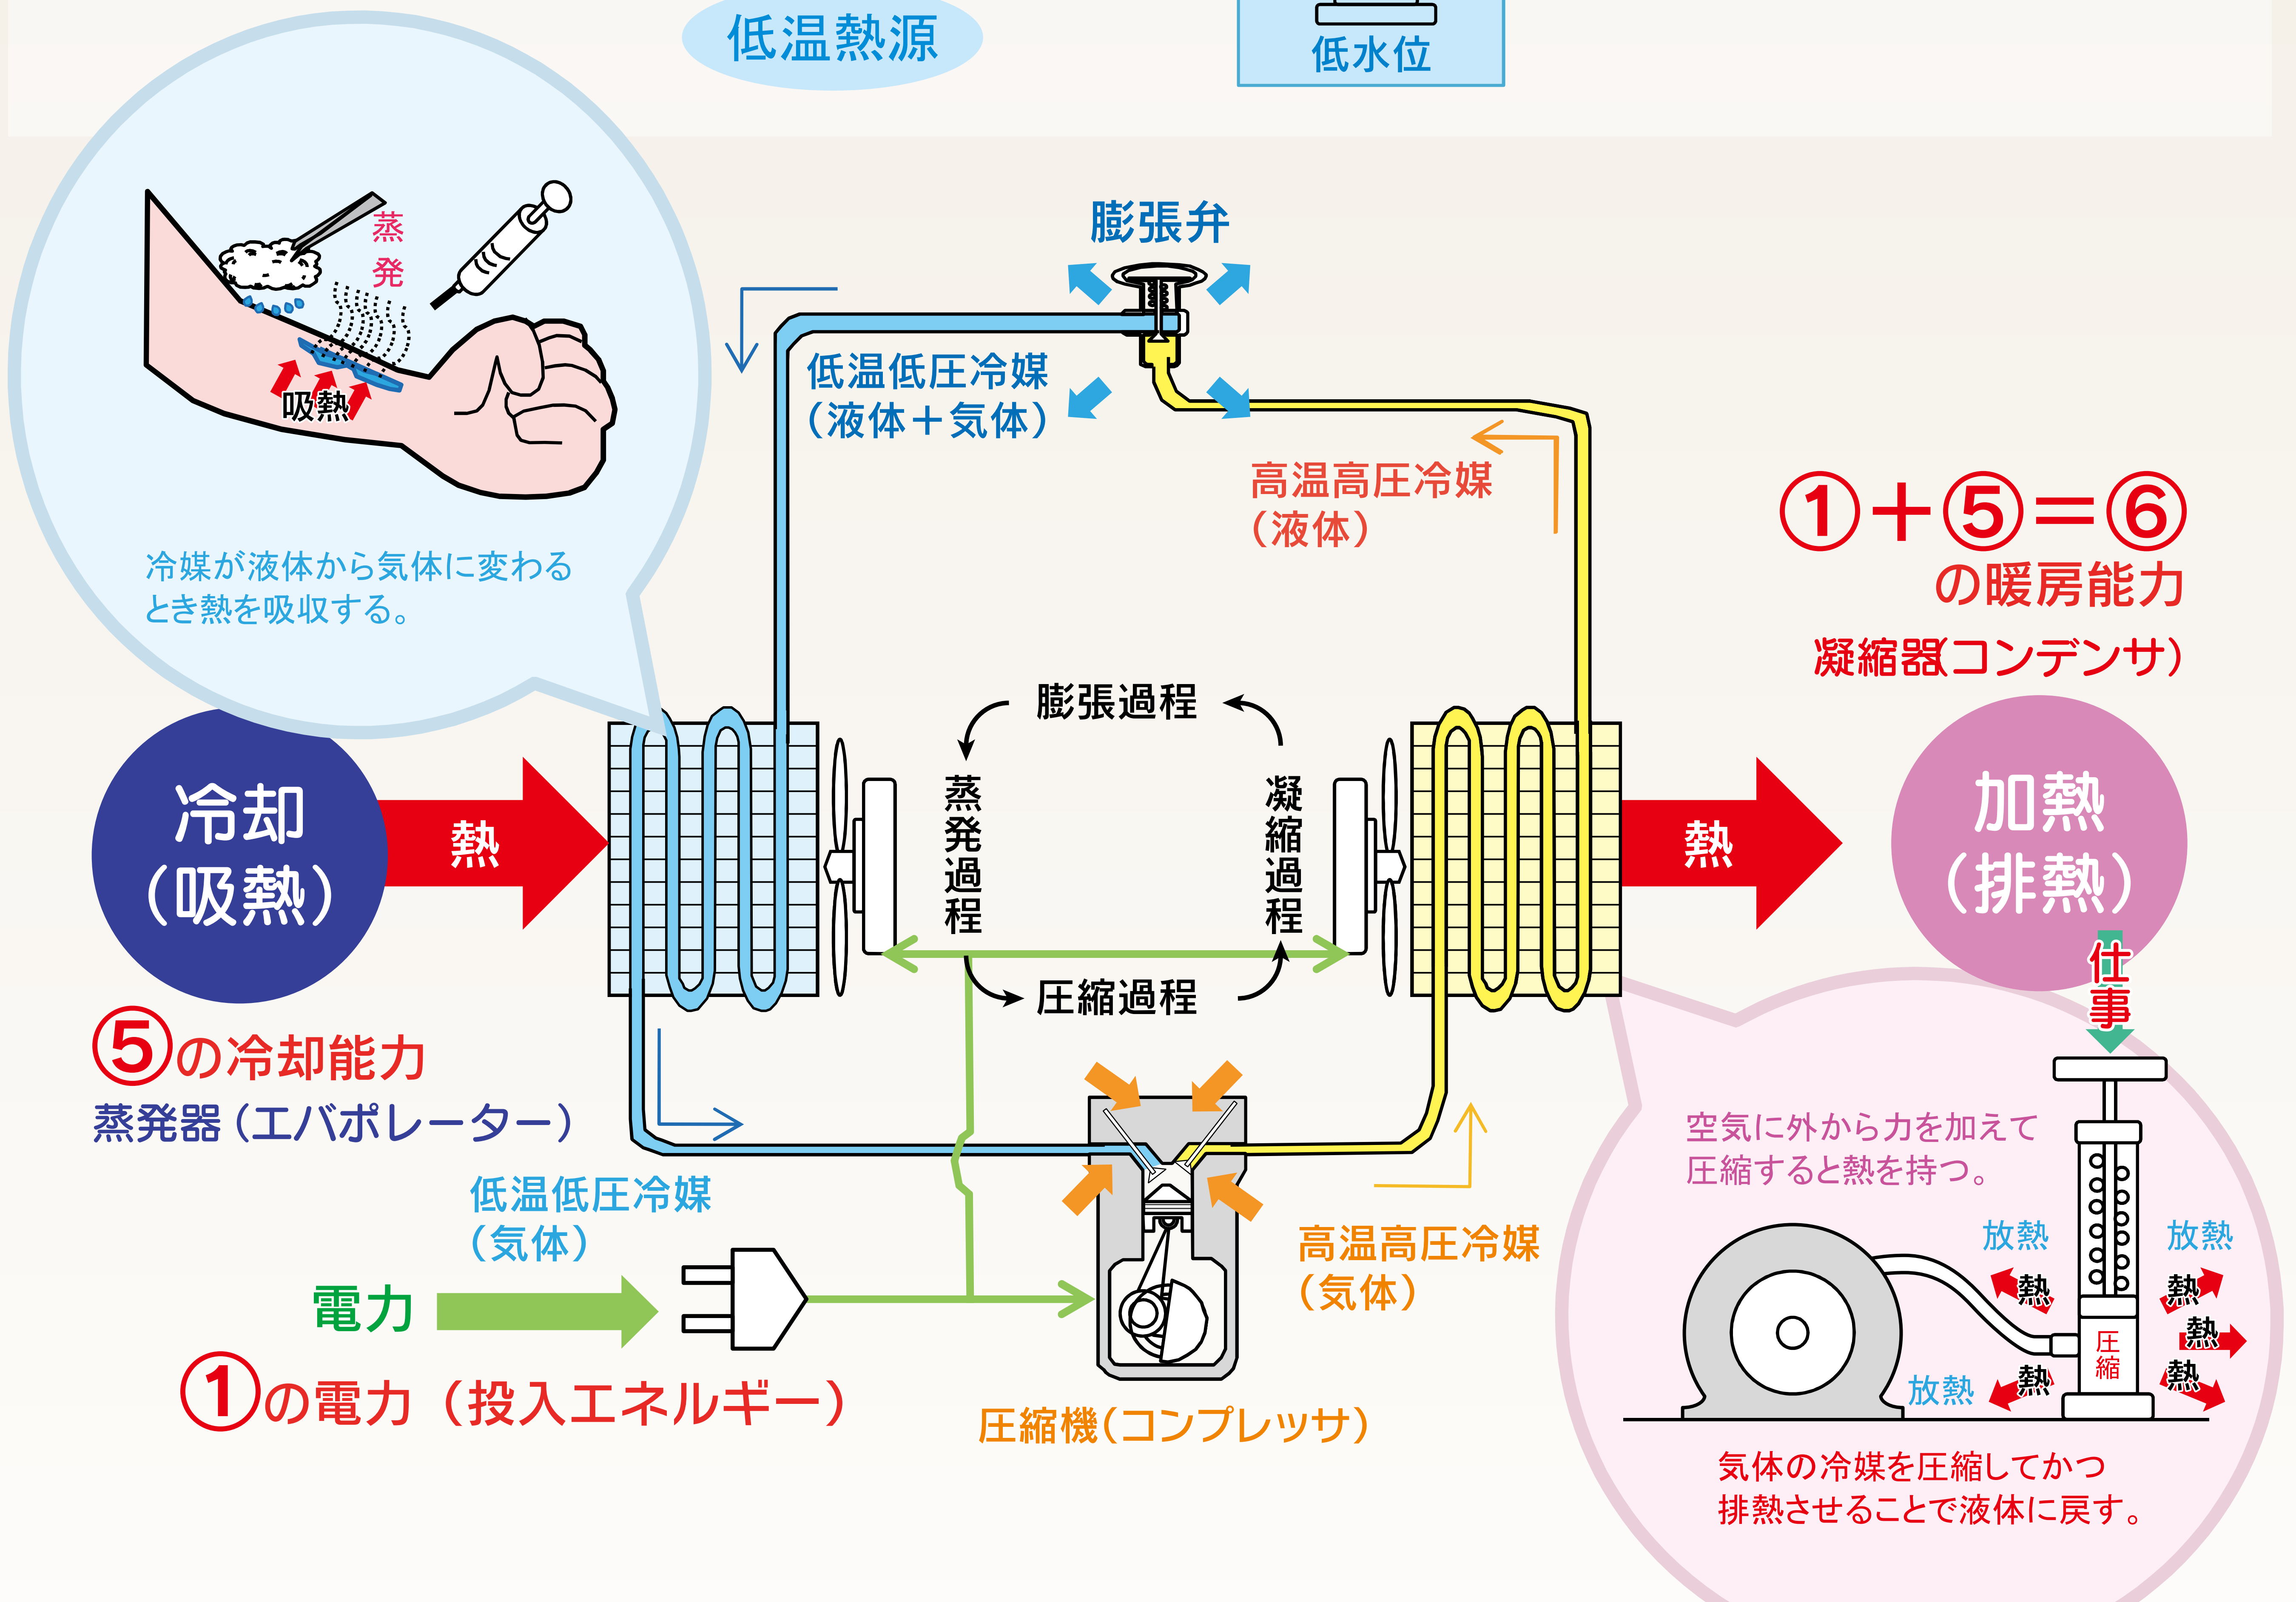 低温熱源
低水位
蒸発
吸熱
冷媒が液体から気体に変わる
とき熱を吸収する。
膨張弁
低温低圧冷媒
（液体＋気体）
高温高圧冷媒
（液体）
①＋⑤＝⑥
の暖房能力
凝縮器(コンデンサ)
膨張過程
蒸発過程
凝縮過程
圧縮過程
冷却
（吸熱）
熱
熱
加熱
（排熱）
仕事
⑤の冷却能力
蒸発器（エバポレーター）
低温低圧冷媒
（気体）
電力
①の電力（投入エネルギー）
高温高圧冷媒
（気体）
圧縮機(コンプレッサ)
空気に外から力を加えて
圧縮すると熱を持つ。
放熱
放熱
熱
熱
熱
圧縮
放熱
熱
熱
気体の冷媒を圧縮してかつ
排熱させることで液体に戻す。